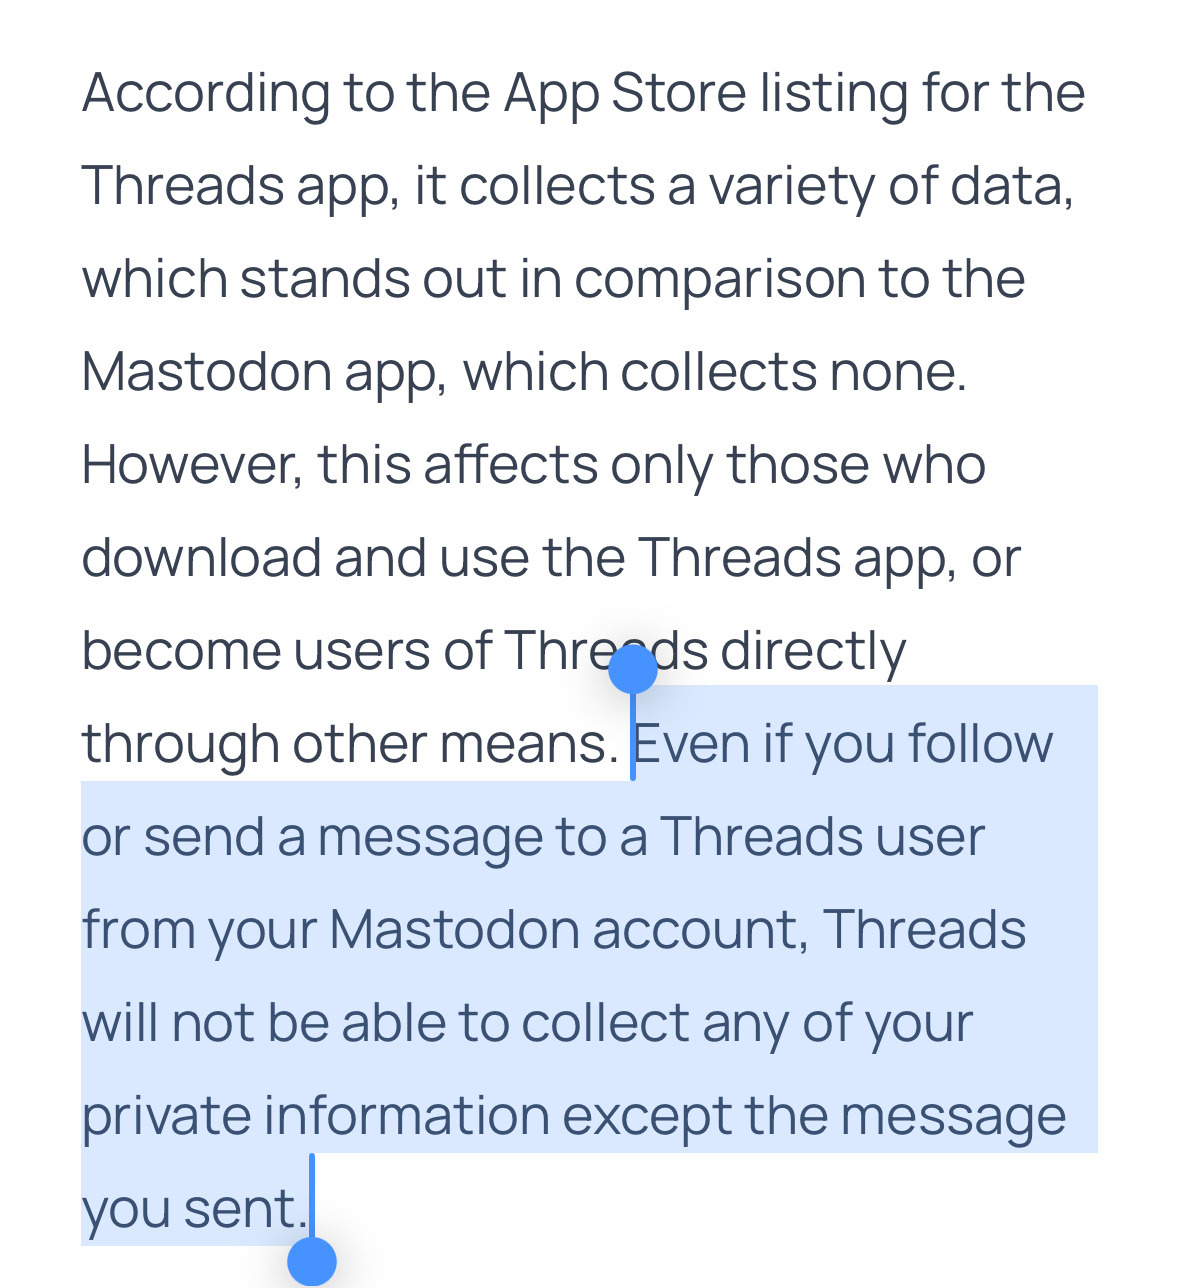 According to the App Store listing for the
Threads app, it collects a variety of data,
which stands out in comparison to the
Mastodon app, which collects none.
However, this affects only those who
download and use the Threads app, or
become users of Threads directly
through other means. Even if you follow
or send a message to a Threads user
from your Mastodon account, Threads
will not be able to collect any of your
private information except the message
you sent.